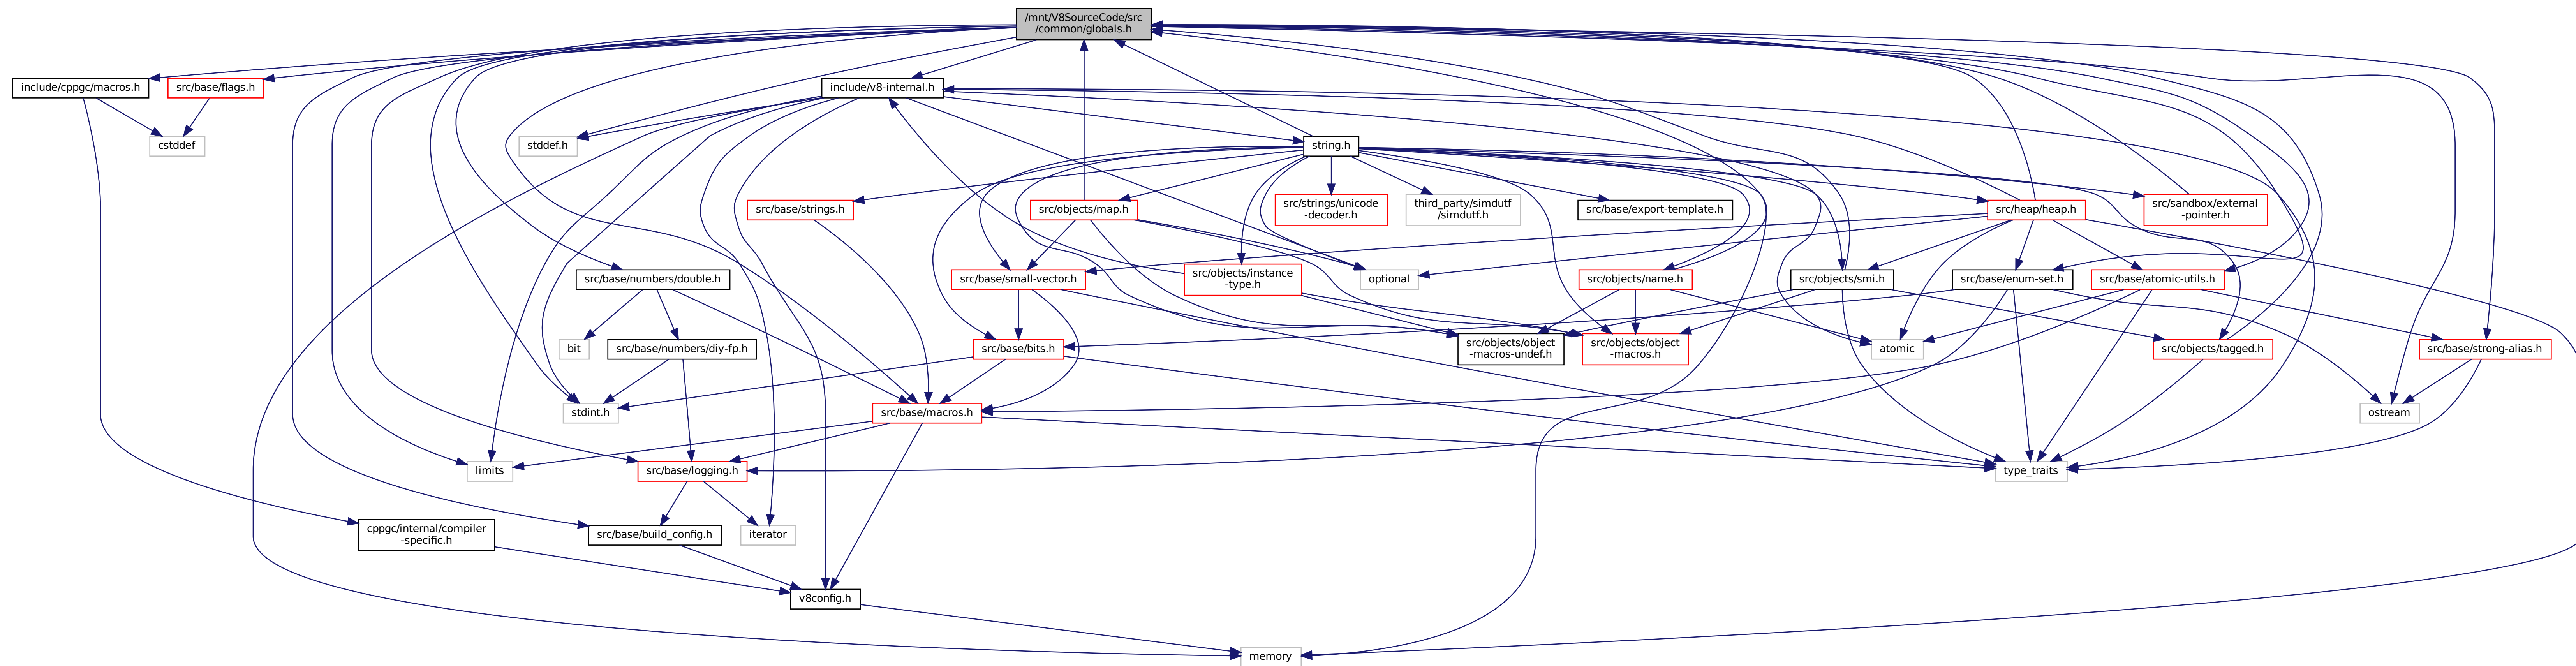 /mnt/V8SourceCode/src
/common/globals.h
include/cppgc/macros.h
src/base/flags.h
include/v8-internal.h
cstddef
stddef.h
string.h
src/base/strings.h
src/objects/map.h
src/strings/unicode
-decoder.h
third_party/simdutf
/simdutf.h
src/base/export-template.h
src/heap/heap.h
src/sandbox/external
-pointer.h
src/base/numbers/double.h
src/base/small-vector.h
src/objects/instance
-type.h
optional
src/objects/name.h
src/objects/smi.h
src/base/enum-set.h
src/base/atomic-utils.h
bit
src/base/numbers/diy-fp.h
src/base/bits.h
src/objects/object
-macros-undef.h
src/objects/object
-macros.h
atomic
src/objects/tagged.h
src/base/strong-alias.h
stdint.h
src/base/macros.h
ostream
limits
src/base/logging.h
type_traits
cppgc/internal/compiler
-specific.h
src/base/build_config.h
iterator
v8config.h
memory